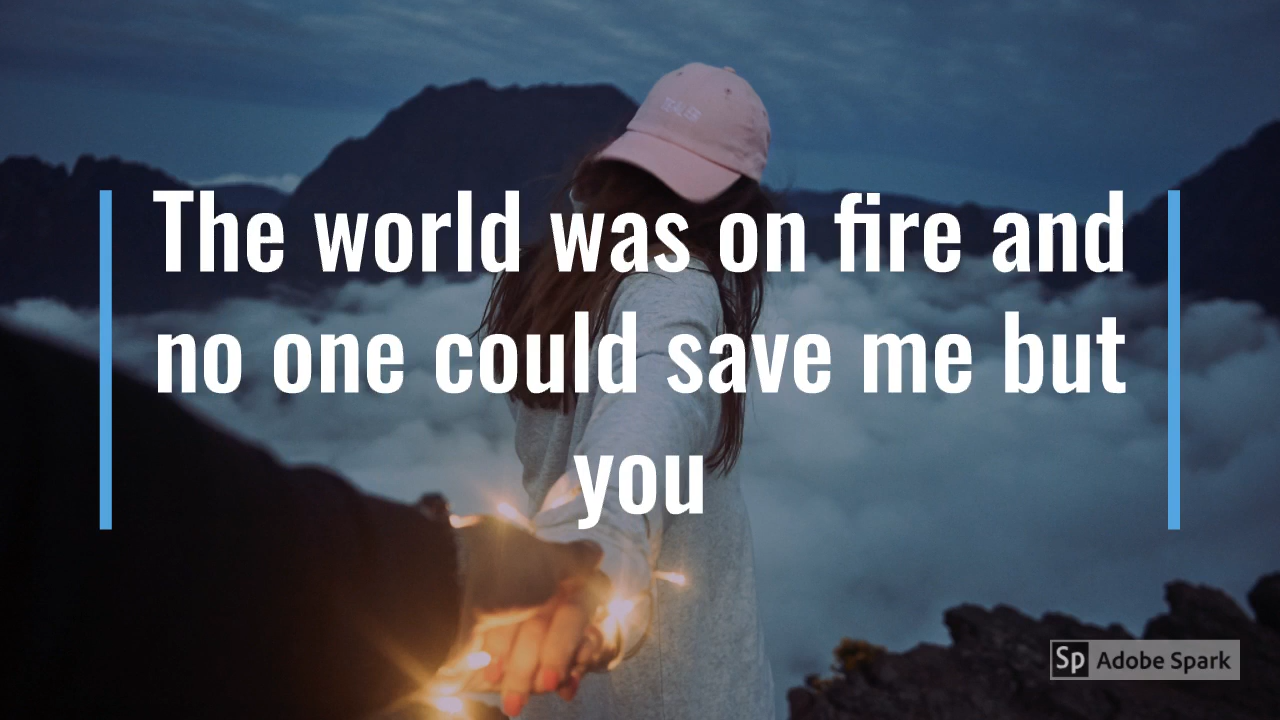 The world was on fire and
no one could save me but
you
Sp Adobe Spark